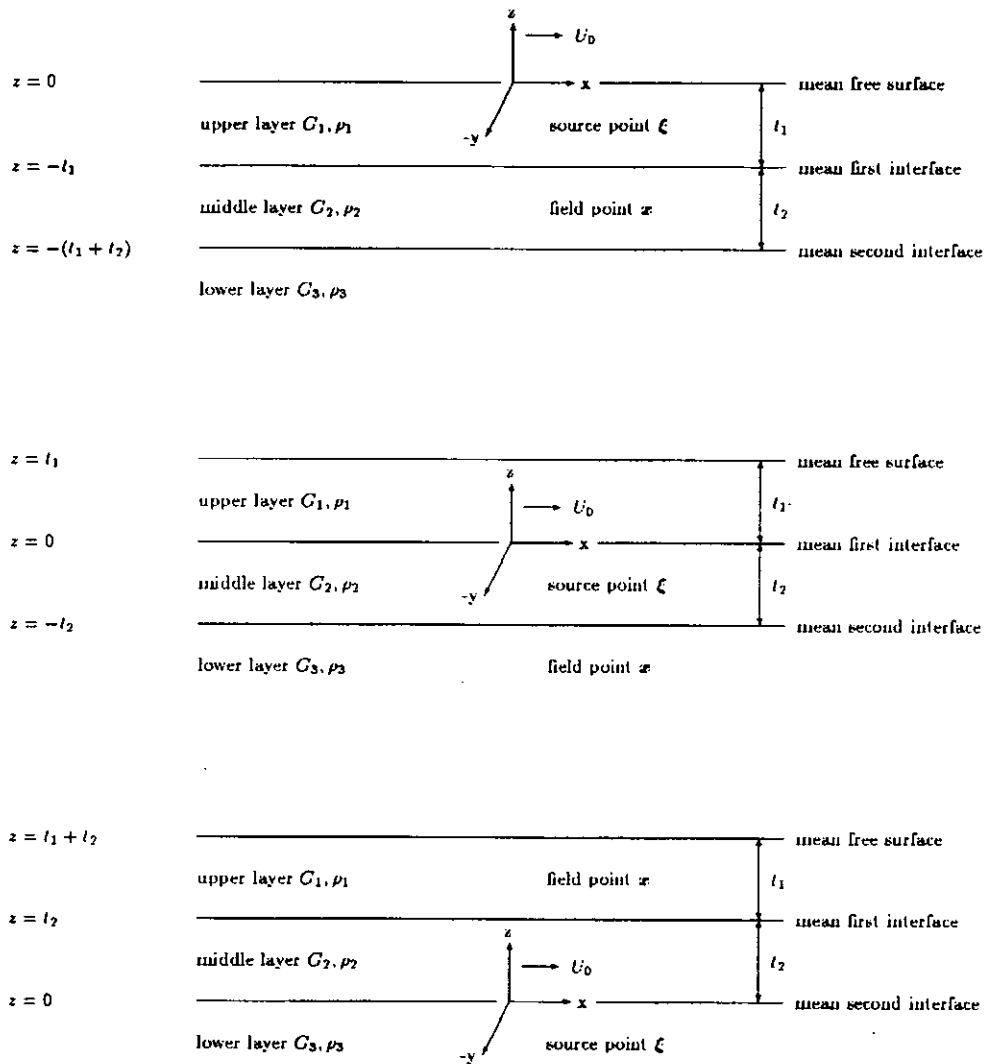 z
U₀
z = 0 x mean free surface
upper layer G₁, ρ₁ -y source point ξ t₁
z = −t₁ mean first interface
middle layer G₂, ρ₂ field point x t₂
z = −(t₁ + t₂) mean second interface
lower layer G₃, ρ₃
z = t₁ mean free surface
z
upper layer G₁, ρ₁ U₀ t₁
z = 0 x mean first interface
middle layer G₂, ρ₂ -y source point ξ t₂
z = −t₂ mean second interface
lower layer G₃, ρ₃ field point x
z = t₁ + t₂ mean free surface
upper layer G₁, ρ₁ field point x t₁
z = t₂ mean first interface
z
middle layer G₂, ρ₂ U₀ t₂
z = 0 x mean second interface
lower layer G₃, ρ₃ -y source point ξ